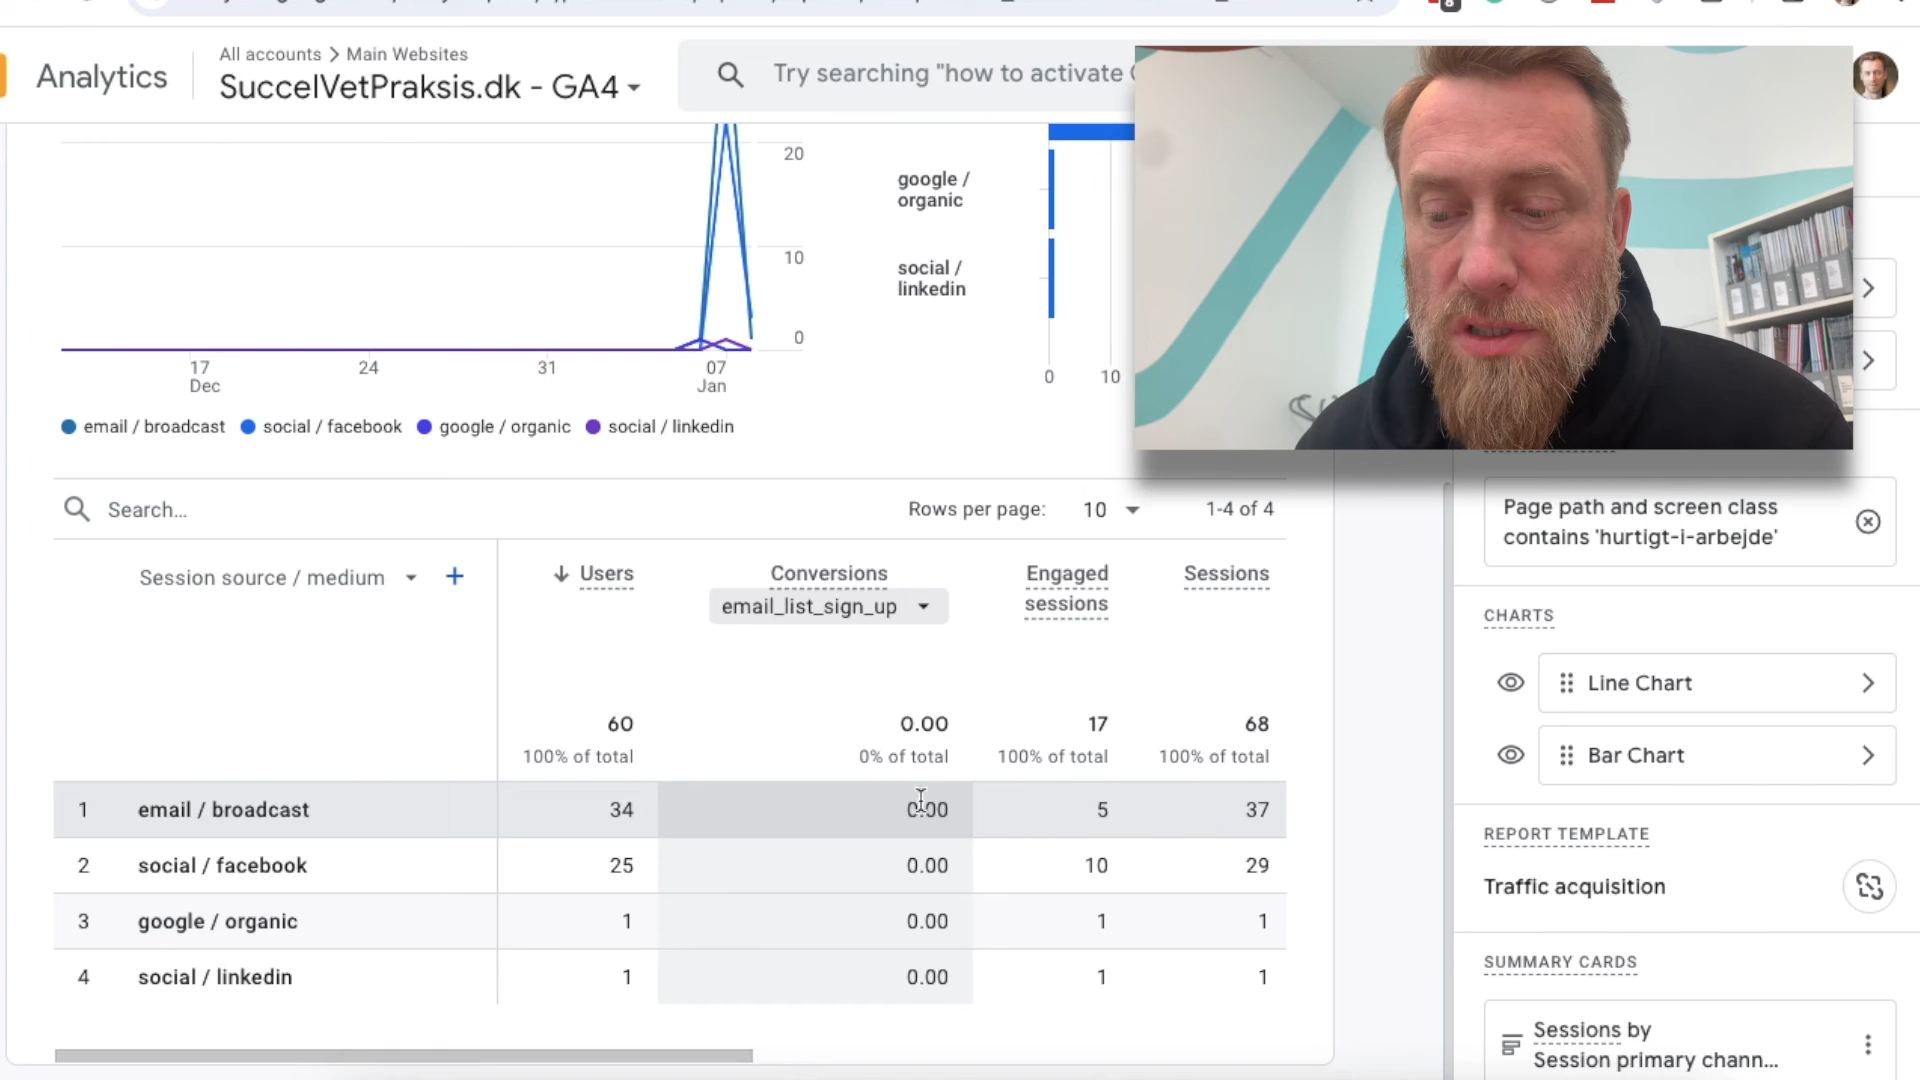 8
Analytics
All accounts > Main Websites
SuccelVetPraksis.dk - GA4
Try searching "how to activate
20
10
0
17
Dec
24
31
07
Jan
email / broadcast
social / facebook
google / organic
social / linkedin
google /
organic
social /
linkedin
0
10
Search...
Rows per page:
10
1-4 of 4
Session source / medium
Users
Conversions
email_list_sign_up
Engaged
sessions
Sessions
60
100% of total
0.00
0% of total
17
100% of total
68
100% of total
1 email / broadcast 34 0.00 5 37
2 social / facebook 25 0.00 10 29
3 google / organic 1 0.00 1 1
4 social / linkedin 1 0.00 1 1
Page path and screen class
contains 'hurtigt-i-arbejde'
CHARTS
Line Chart
Bar Chart
REPORT TEMPLATE
Traffic acquisition
SUMMARY CARDS
Sessions by
Session primary chann...